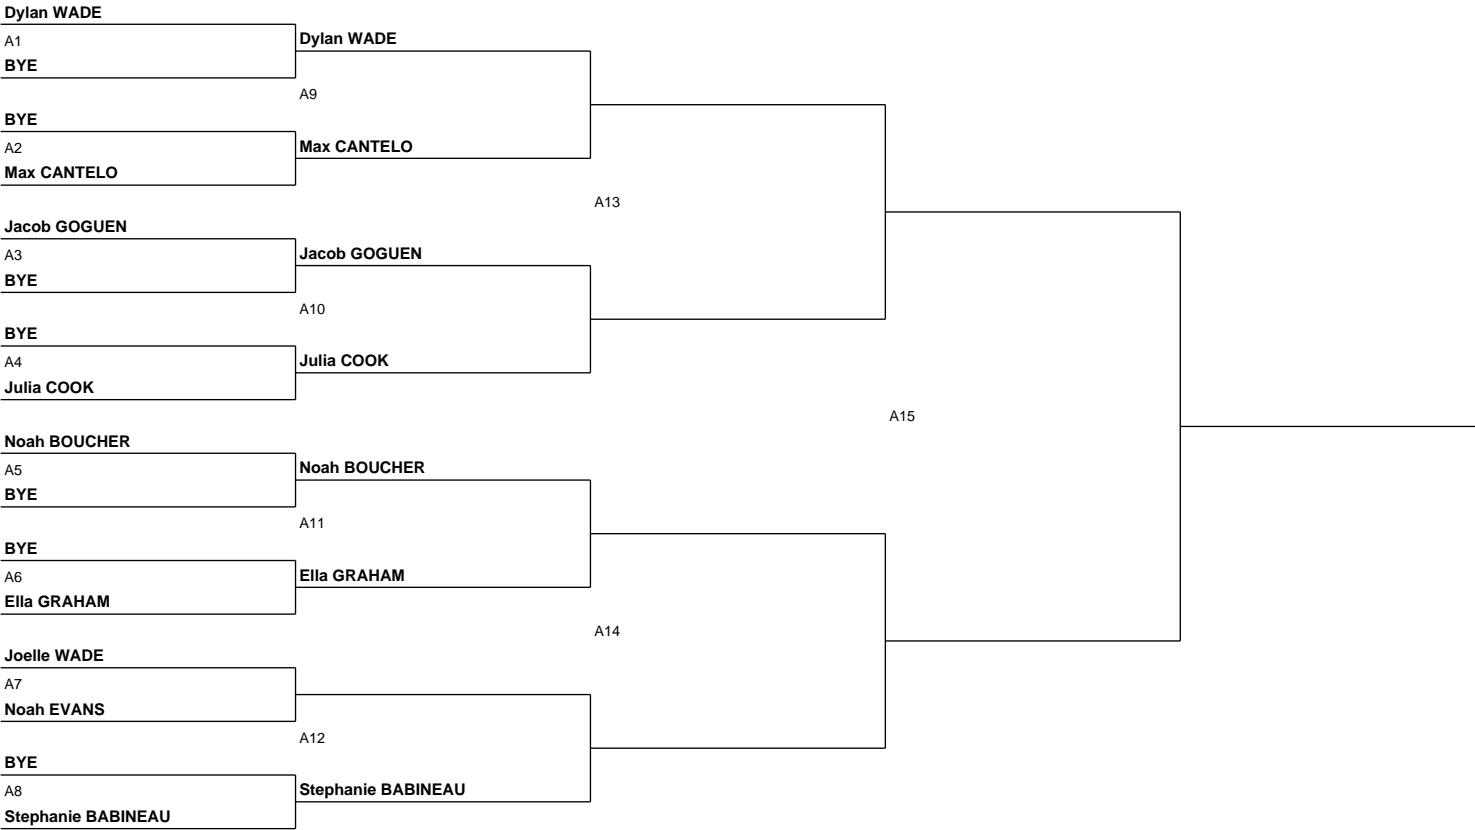 Dylan WADE
A1
BYE
BYE
A2
Max CANTELO
Jacob GOGUEN
A3
BYE
BYE
A4
Julia COOK
Noah BOUCHER
A5
BYE
BYE
A6
Ella GRAHAM
Joelle WADE
A7
Noah EVANS
BYE
A8
Stephanie BABINEAU
Dylan WADE
A9
Max CANTELO
Jacob GOGUEN
A10
Julia COOK
Noah BOUCHER
A11
Ella GRAHAM
A12
Stephanie BABINEAU
A13
A14
A15